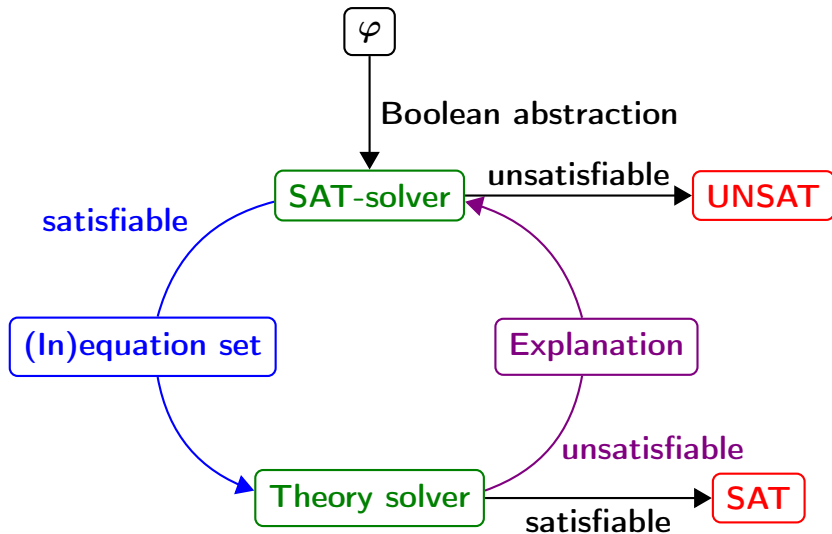 φ
Boolean abstraction
SAT-solver
unsatisfiable
UNSAT
satisfiable
(In)equation set
Explanation
unsatisfiable
Theory solver
satisfiable
SAT